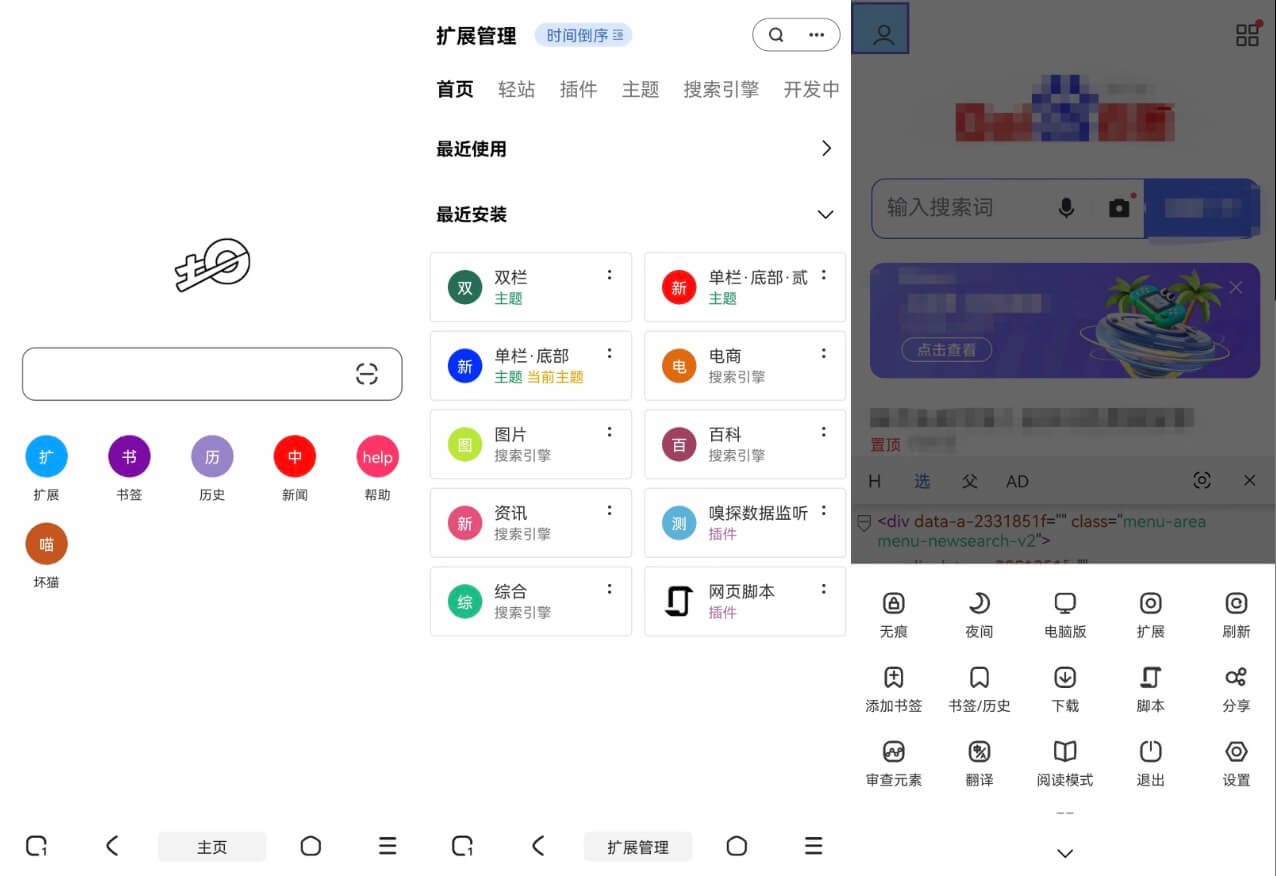 扩 书 历 中 help
扩展 书签 历史 新闻 帮助
喵
坏猫
1 主页
扩展管理 时间倒序
首页 轻站 插件 主题 搜索引擎 开发中
最近使用
最近安装
双 双栏
主题
新 单栏·底部·贰
主题
新 单栏·底部
主题 当前主题
电 电商
搜索引擎
图 图片
搜索引擎
百 百科
搜索引擎
新 资讯
搜索引擎
测 嗅探数据监听
插件
综 综合
搜索引擎
网页脚本
插件
1 扩展管理
输入搜索词
点击查看
置顶
H 选 父 AD
<div data-a-2331851f="" class="menu-area
menu-newsearch-v2">
无痕 夜间 电脑版 扩展 刷新
添加书签 书签/历史 下载 脚本 分享
审查元素 翻译 阅读模式 退出 设置